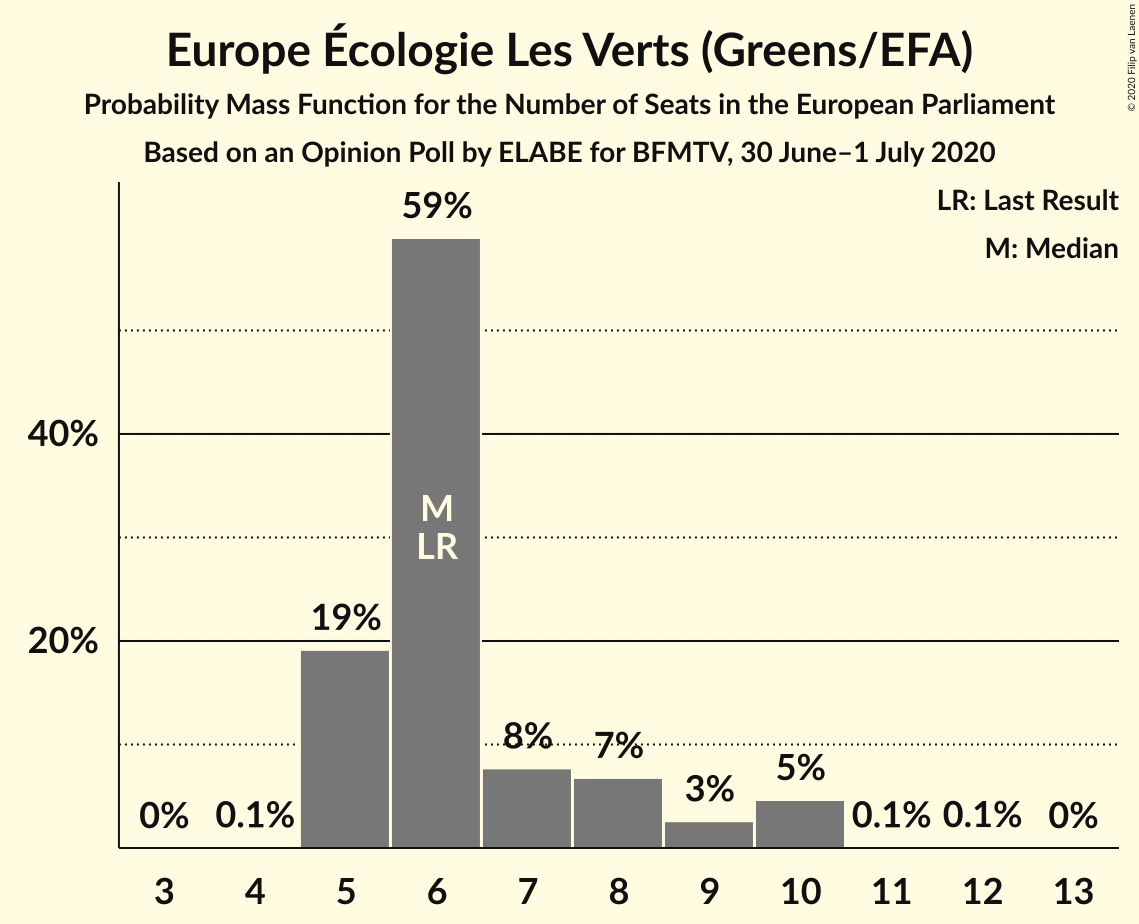 Europe Écologie Les Verts (Greens/EFA)
Probability Mass Function for the Number of Seats in the European Parliament
Based on an Opinion Poll by ELABE for BFMTV, 30 June–1 July 2020
© 2020 Filip van Laenen
LR: Last Result
M: Median
59%
40%
M
LR
19%
20%
8%
7%
5%
3%
0%
0.1%
0.1%
0.1%
0%
3 4 5 6 7 8 9 10 11 12 13